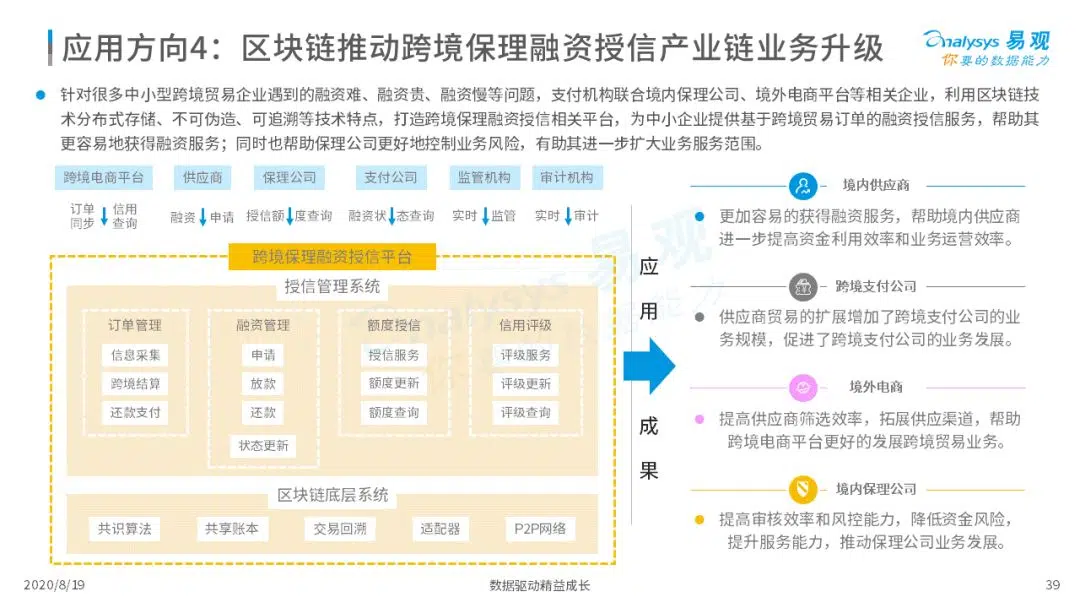 应用方向4：区块链推动跨境保理融资授信产业链业务升级
analysys 易观
你要的数据能力
针对很多中小型跨境贸易企业遇到的融资难、融资贵、融资慢等问题，支付机构联合境内保理公司、境外电商平台等相关企业，利用区块链技
术分布式存储、不可伪造、可追溯等技术特点，打造跨境保理融资授信相关平台，为中小企业提供基于跨境贸易订单的融资授信服务，帮助其
更容易地获得融资服务；同时也帮助保理公司更好地控制业务风险，有助其进一步扩大业务服务范围。
跨境电商平台 供应商 保理公司 支付公司 监管机构 审计机构
订单同步 信用查询 融资申请 授信额度查询 融资状态查询 实时监管 实时审计
跨境保理融资授信平台
授信管理系统
订单管理 融资管理 额度授信 信用评级
信息采集 申请 授信服务 评级服务
跨境结算 放款 额度更新 评级更新
还款支付 还款 额度查询 评级查询
状态更新
区块链底层系统
共识算法 共享账本 交易回溯 适配器 P2P网络
应
用
成
果
境内供应商
更加容易的获得融资服务，帮助境内供应商
进一步提高资金利用效率和业务运营效率。
跨境支付公司
供应商贸易的扩展增加了跨境支付公司的业
务规模，促进了跨境支付公司的业务发展。
境外电商
提高供应商筛选效率，拓展供应渠道，帮助
跨境电商平台更好的发展跨境贸易业务。
境内保理公司
提高审核效率和风控能力，降低资金风险，
提升服务能力，推动保理公司业务发展。
2020/8/19
数据驱动精益成长
39